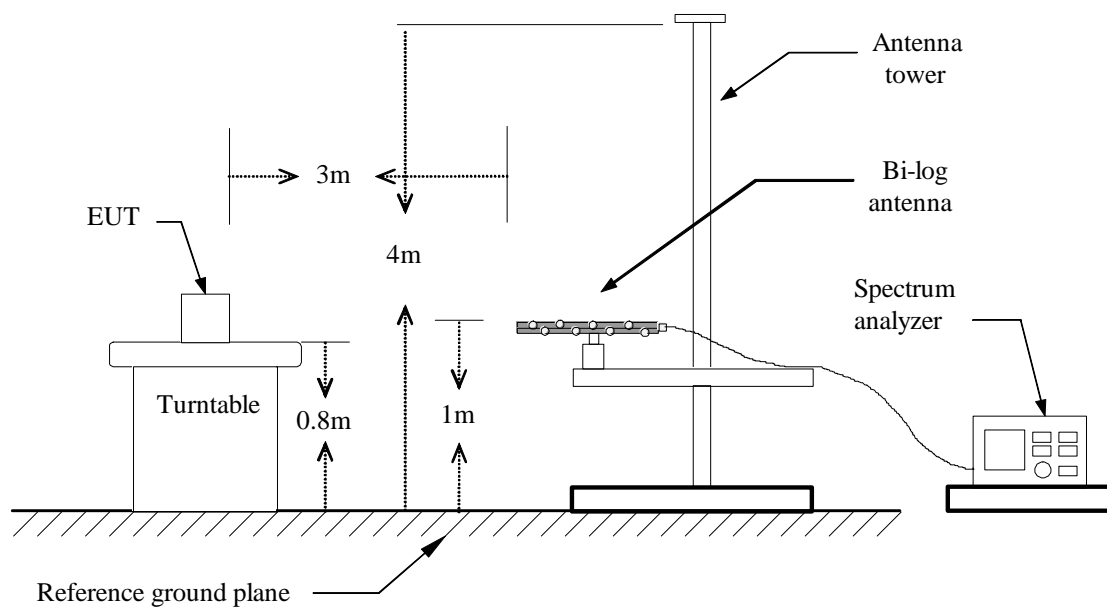 Antenna
tower
3m
Bi-log
antenna
EUT
4m
Spectrum
analyzer
Turntable
0.8m
1m
Reference ground plane